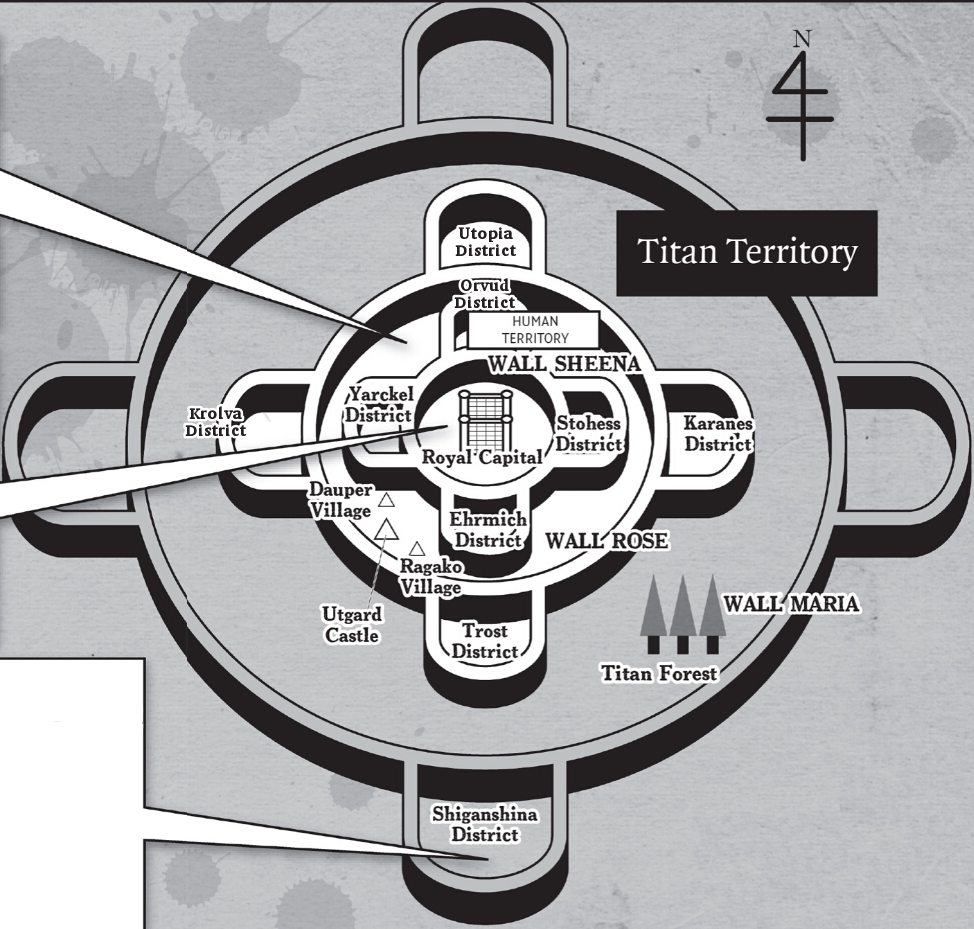 N
Titan Territory
Utopia
District
Orvud
District
HUMAN
TERRITORY
WALL SHEENA
Yarckel
District
Krolva
District
Stohess
District
Karanes
District
Royal Capital
Dauper
Village
Ehrmich
District
WALL ROSE
Ragako
Village
Utgard
Castle
WALL MARIA
Trost
District
Titan Forest
Shiganshina
District